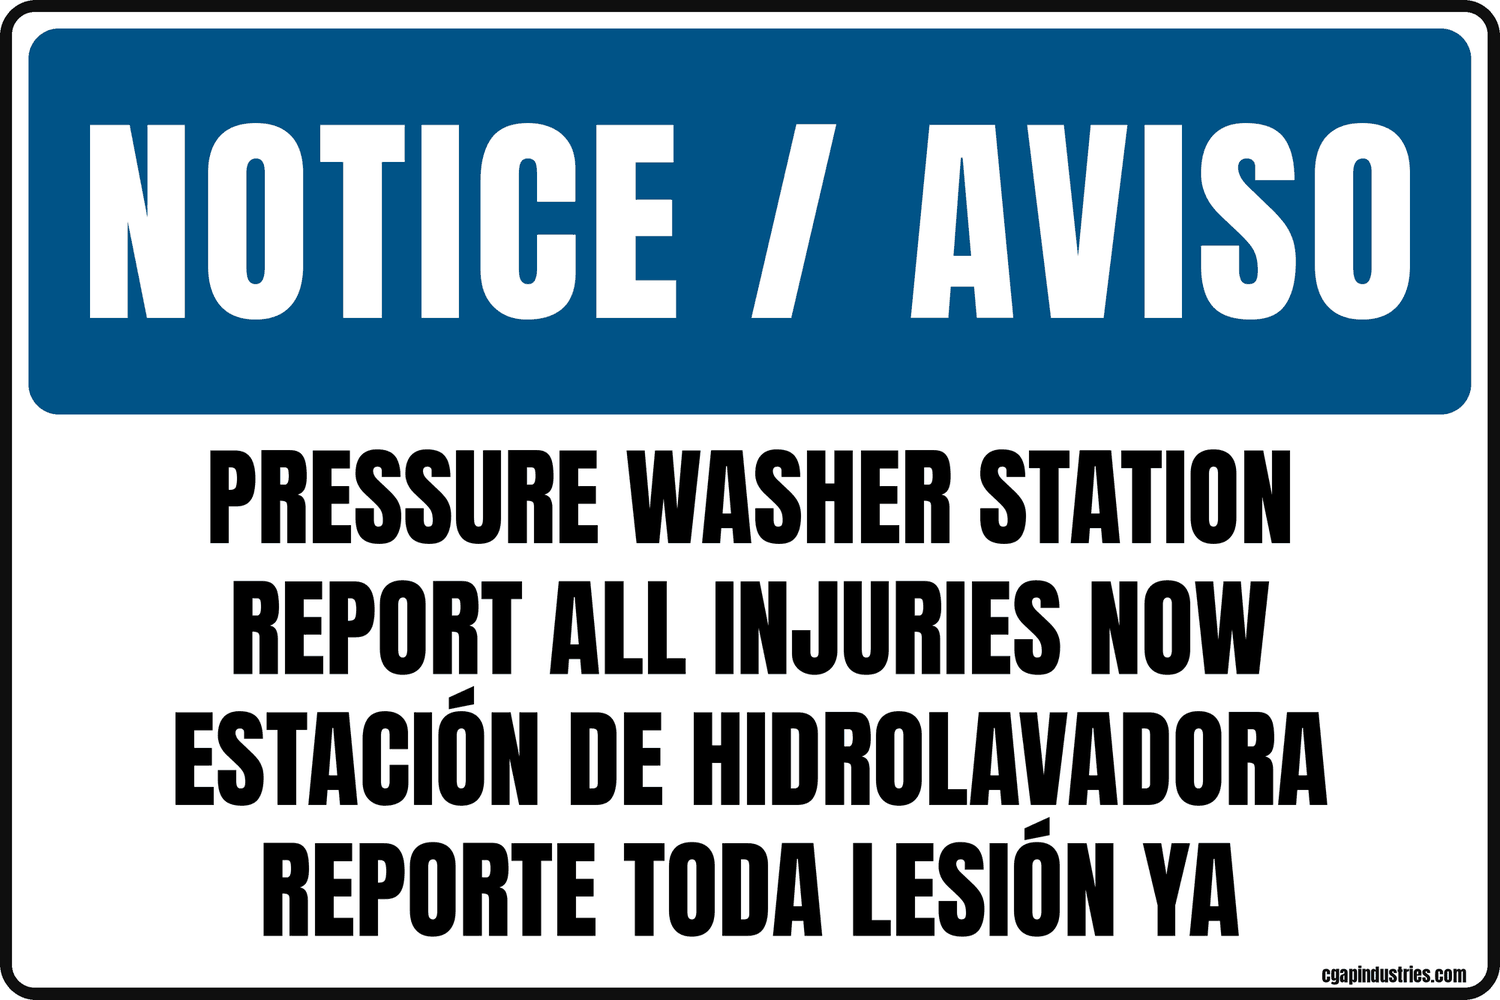 NOTICE / AVISO
PRESSURE WASHER STATION
REPORT ALL INJURIES NOW
ESTACIÓN DE HIDROLAVADORA
REPORTE TODA LESIÓN YA
cgapindustries.com